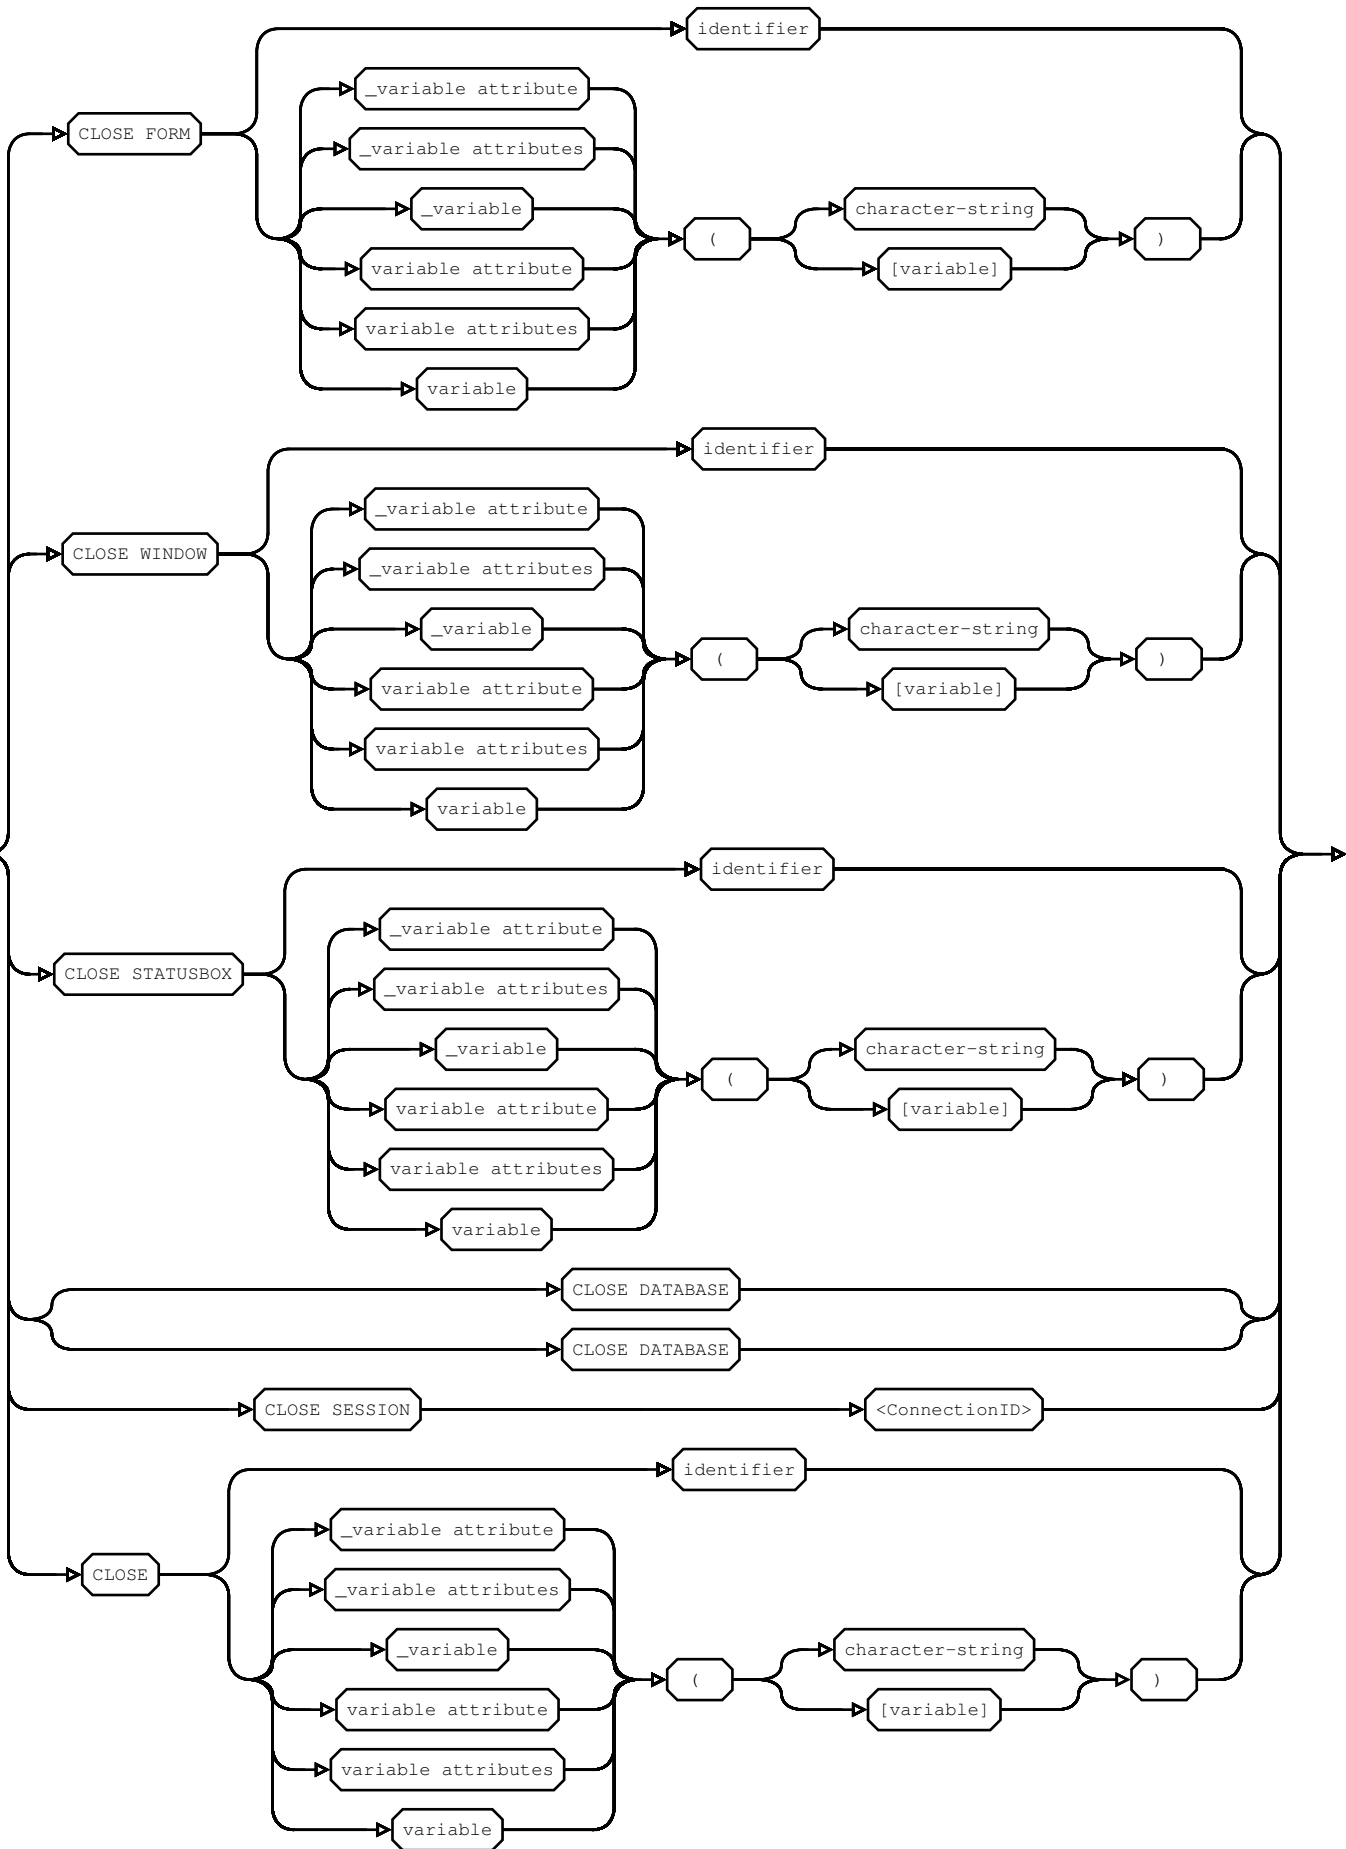 identifier
_variable attribute
CLOSE FORM
_variable attributes
_variable
character-string
(
)
variable attribute
[variable]
variable attributes
variable
identifier
_variable attribute
CLOSE WINDOW
_variable attributes
_variable
character-string
(
)
variable attribute
[variable]
variable attributes
variable
identifier
_variable attribute
CLOSE STATUSBOX
_variable attributes
_variable
character-string
(
)
variable attribute
[variable]
variable attributes
variable
CLOSE DATABASE
CLOSE DATABASE
CLOSE SESSION
<ConnectionID>
identifier
_variable attribute
CLOSE
_variable attributes
_variable
character-string
(
)
variable attribute
[variable]
variable attributes
variable